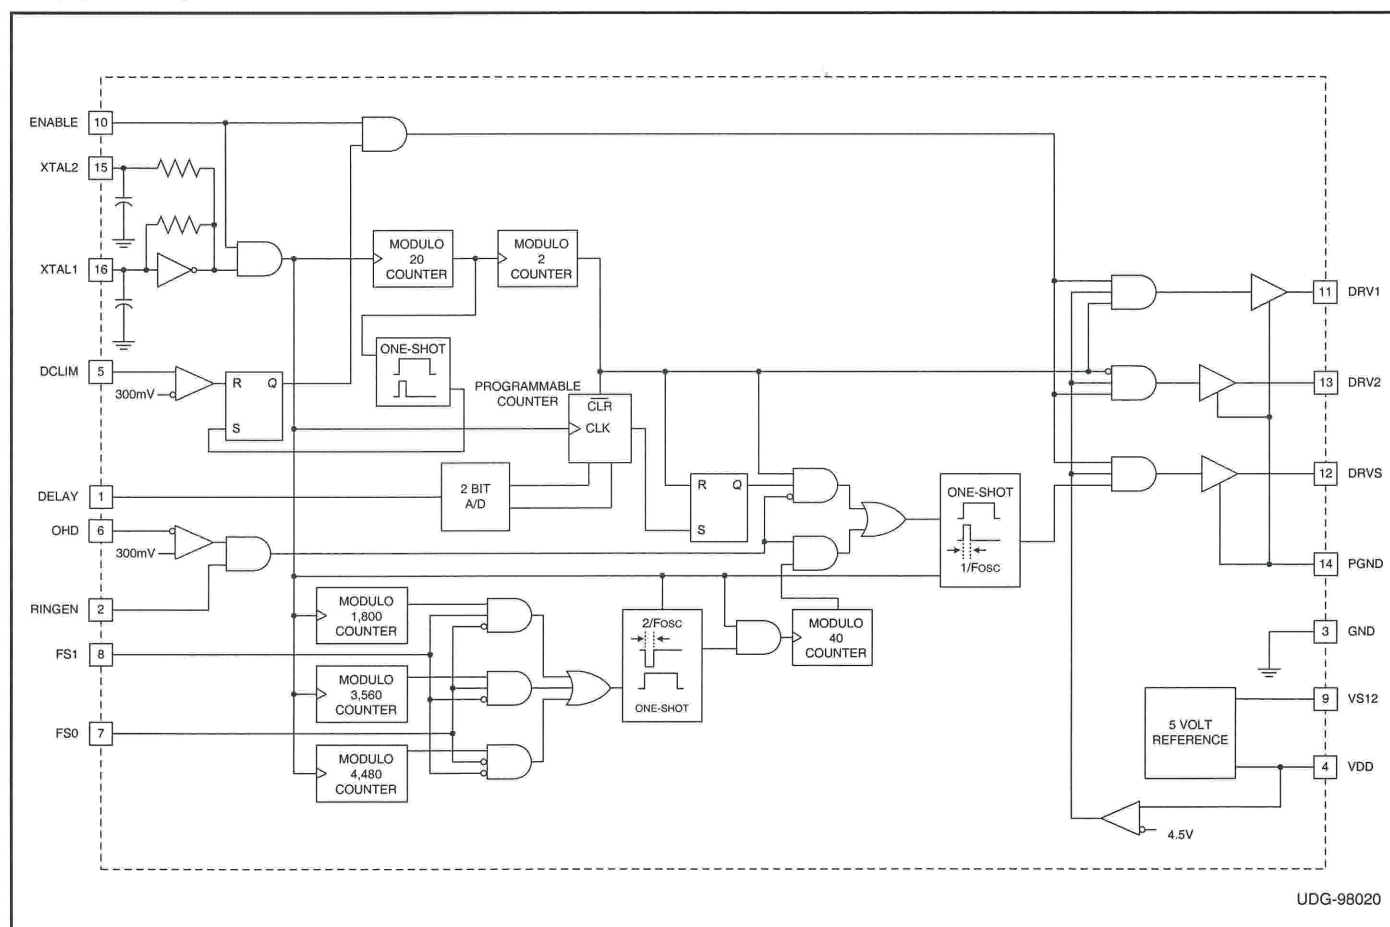 ENABLE 10
XTAL2 15
XTAL1 16
DCLIM 5
300mV
DELAY 1
OHD 6
300mV
RINGEN 2
FS1 8
FS0 7
MODULO
20
COUNTER
MODULO
2
COUNTER
ONE-SHOT
R Q
S
PROGRAMMABLE
COUNTER
CLR
CLK
2 BIT
A/D
R Q
S
ONE-SHOT
1/FOSC
MODULO
1,800
COUNTER
MODULO
3,560
COUNTER
MODULO
4,480
COUNTER
2/FOSC
ONE-SHOT
MODULO
40
COUNTER
11 DRV1
13 DRV2
12 DRVS
14 PGND
3 GND
9 VS12
5 VOLT
REFERENCE
4 VDD
4.5V
UDG-98020